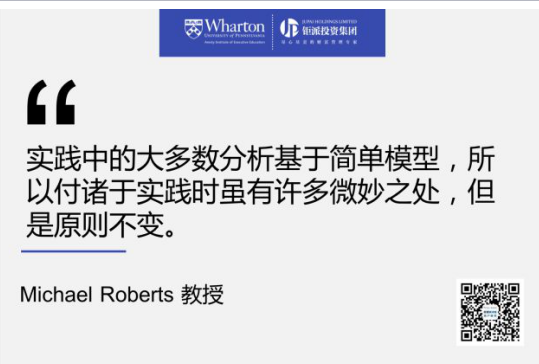 Wharton
UNIVERSITY of PENNSYLVANIA
Aresty Institute of Executive Education
JUPAI HOLDINGS LIMITED
钜派投资集团
“
实践中的大多数分析基于简单模型，所
以付诸于实践时虽有许多微妙之处，但
是原则不变。
Michael Roberts 教授